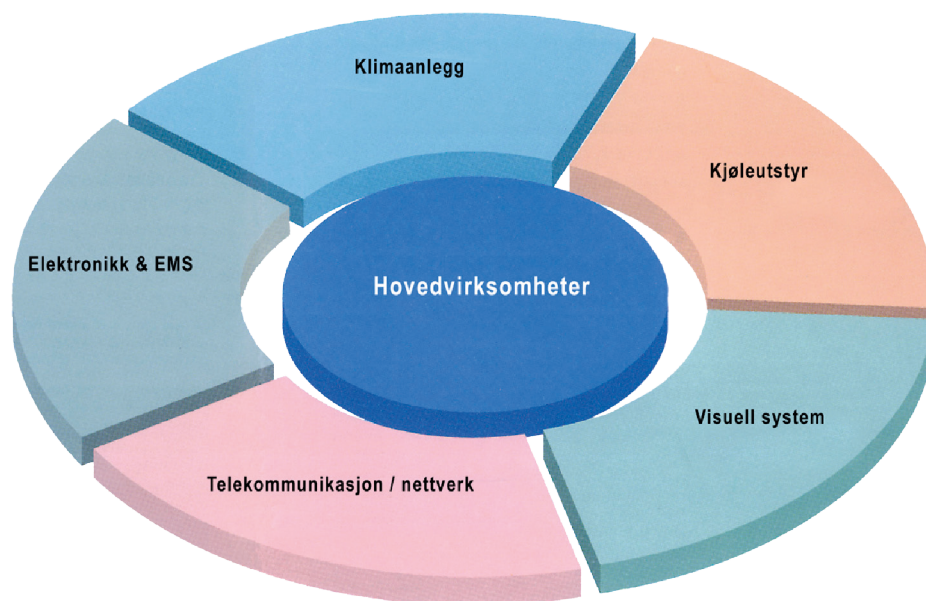 Klimaanlegg
Kjøleutstyr
Elektronikk & EMS
Hovedvirksomheter
Visuell system
Telekommunikasjon / nettverk